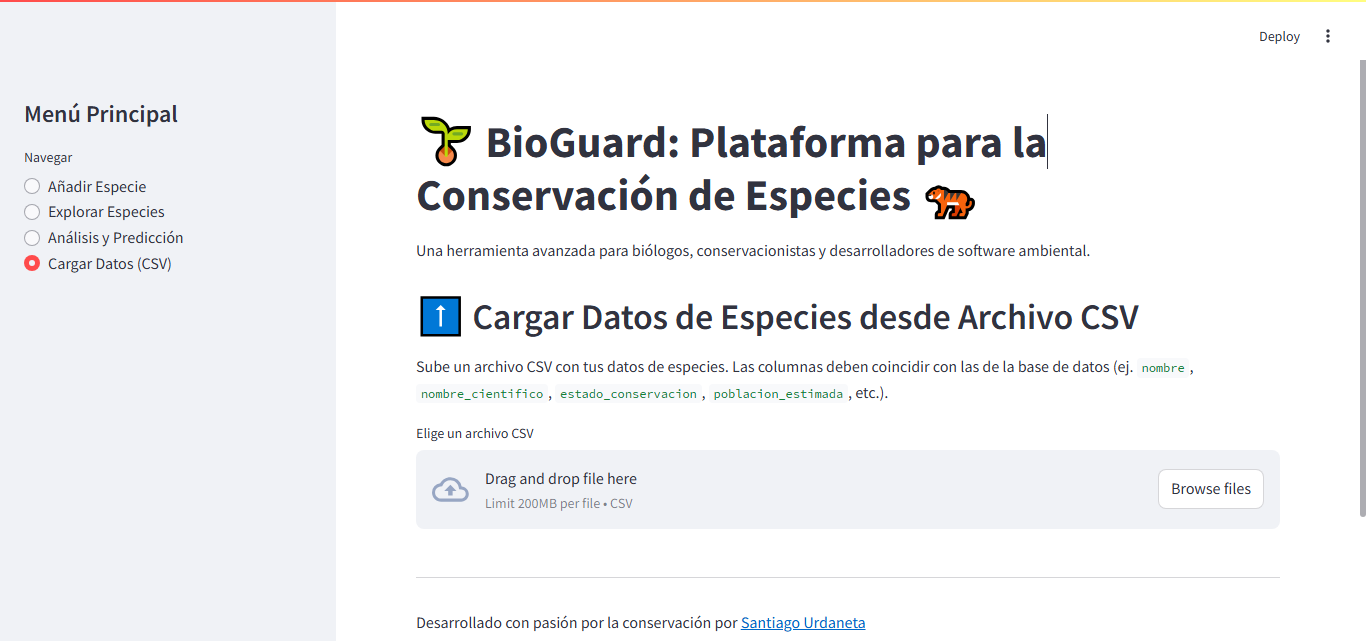 Deploy
Menú Principal
Navegar
Añadir Especie
Explorar Especies
Análisis y Predicción
Cargar Datos (CSV)
BioGuard: Plataforma para la
Conservación de Especies
Una herramienta avanzada para biólogos, conservacionistas y desarrolladores de software ambiental.
Cargar Datos de Especies desde Archivo CSV
Sube un archivo CSV con tus datos de especies. Las columnas deben coincidir con las de la base de datos (ej. nombre ,
nombre_cientifico , estado_conservacion , poblacion_estimada , etc.).
Elige un archivo CSV
Drag and drop file here
Limit 200MB per file • CSV
Browse files
Desarrollado con pasión por la conservación por Santiago Urdaneta